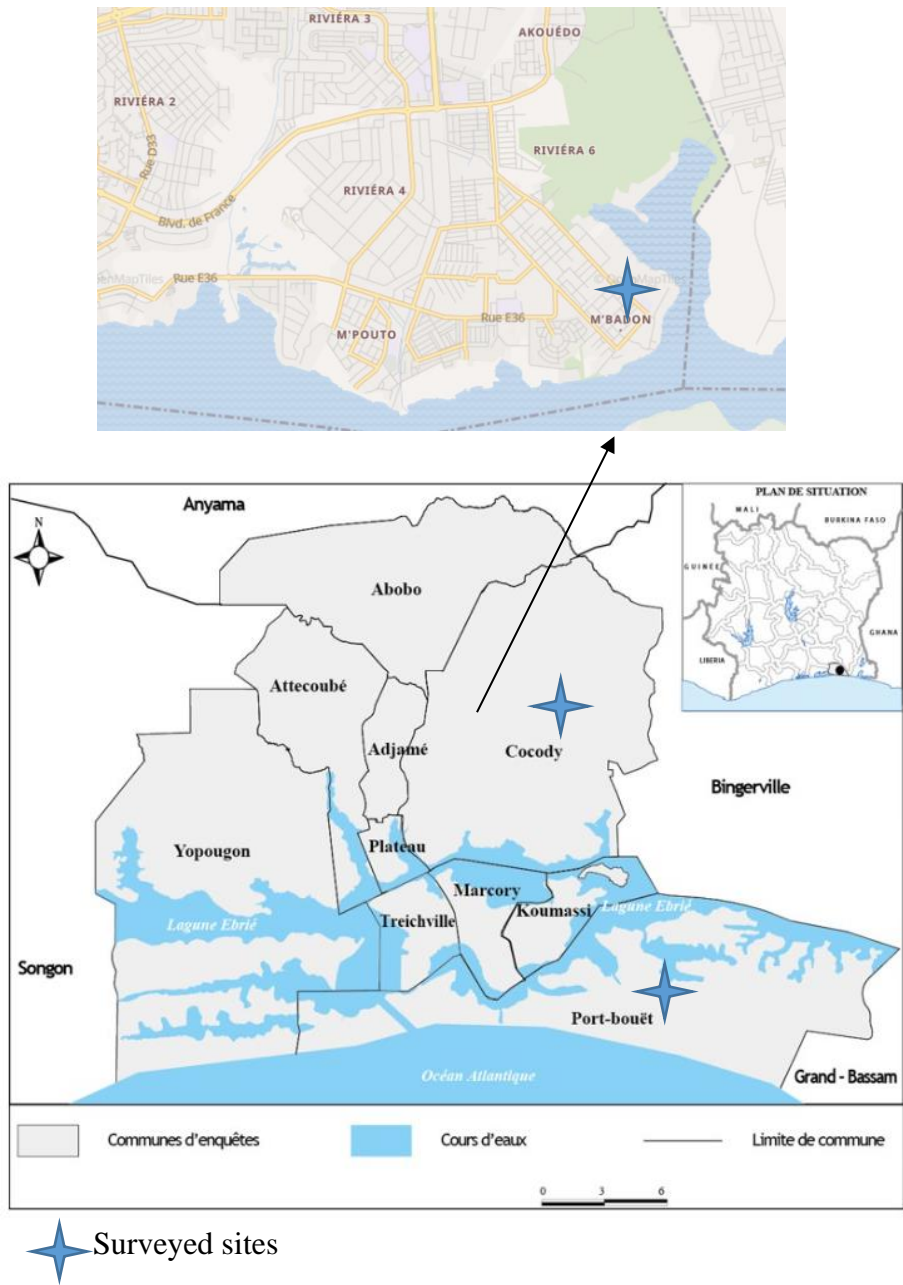 RIVIÉRA 3
AKOUÉDO
RIVIÉRA 2
Rue D33
RIVIÉRA 6
RIVIÉRA 4
Blvd. de France
enMapTiles
Rue E36
Rue E36
M'BADON
M'POUTO
Anyama
PLAN DE SITUATION
MALI
BURKINA FASO
N
GUINÉE
Abobo
GHANA
LIBERIA
Attecoubé
Adjamé
Cocody
Bingerville
Yopougon
Plateau
Marcory
Koumassi
Lagune Ebrié
Treichville
Lagune Ebrié
Songon
Port-bouët
Océan Atlantique
Grand - Bassam
Communes d'enquêtes
Cours d'eaux
Limite de commune
0 3 6
Surveyed sites